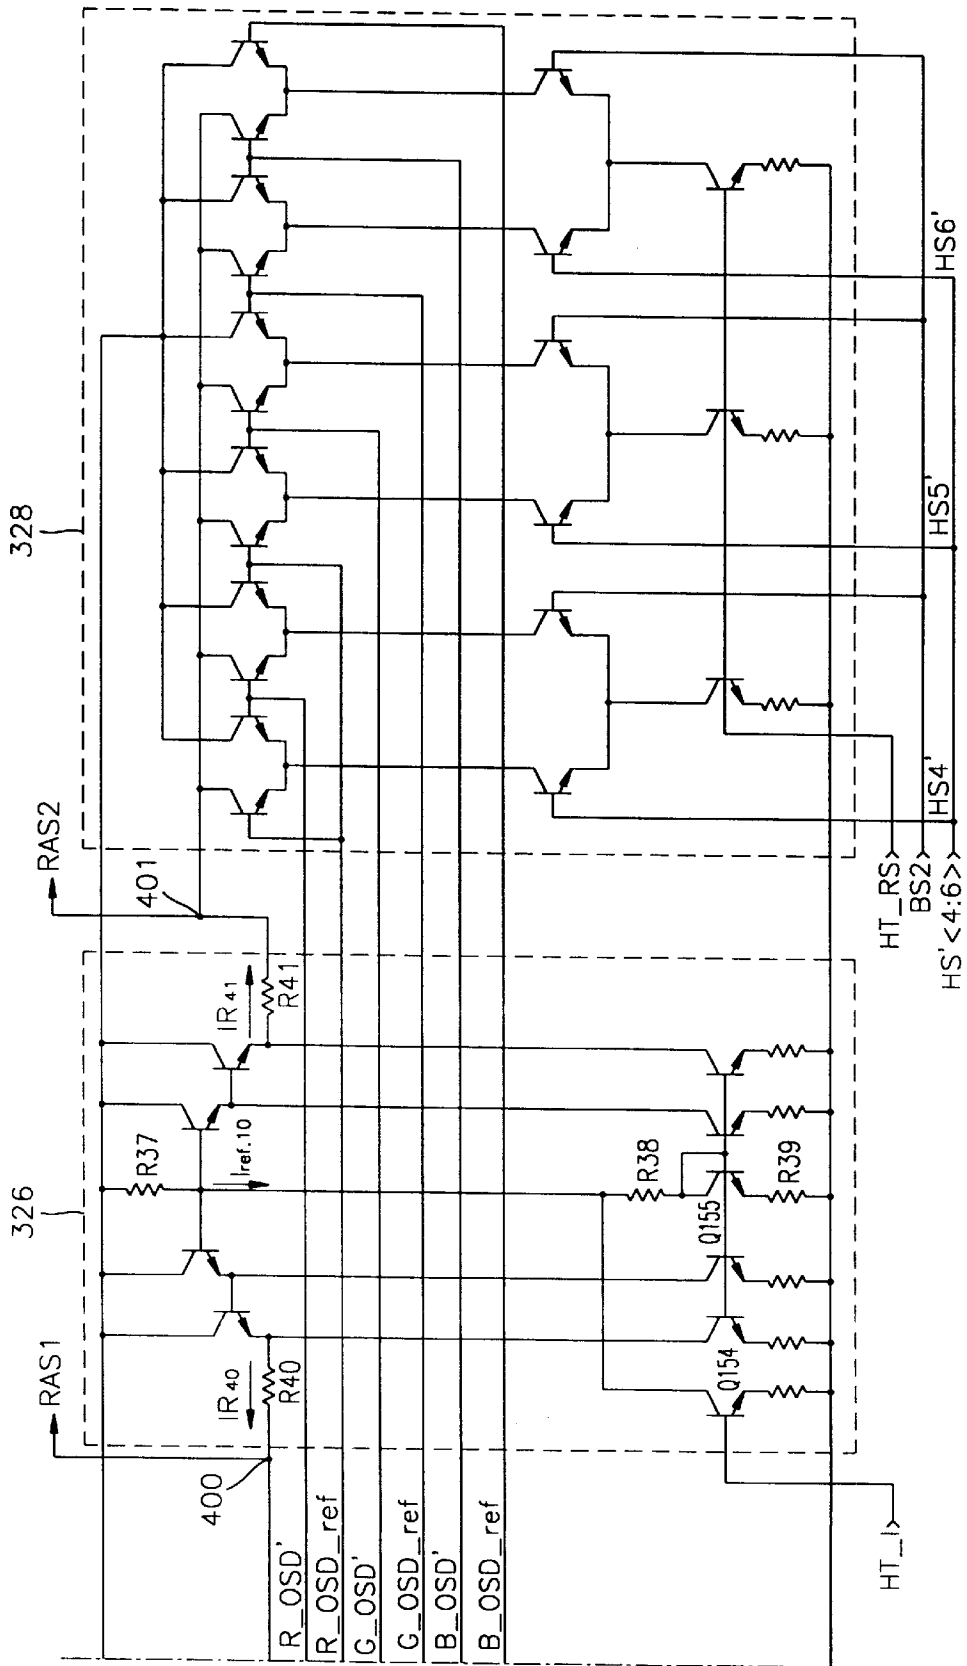 326
328
RAS1
RAS2
400
401
IR40
R40
R37
Iref.10
IR41
R41
R_OSD'
R_OSD_ref
G_OSD'
G_OSD_ref
B_OSD'
B_OSD_ref
R38
Q155
Q154
R39
HT_I
HT_RS
BS2
HS'<4:6>
HS4'
HS5'
HS6'